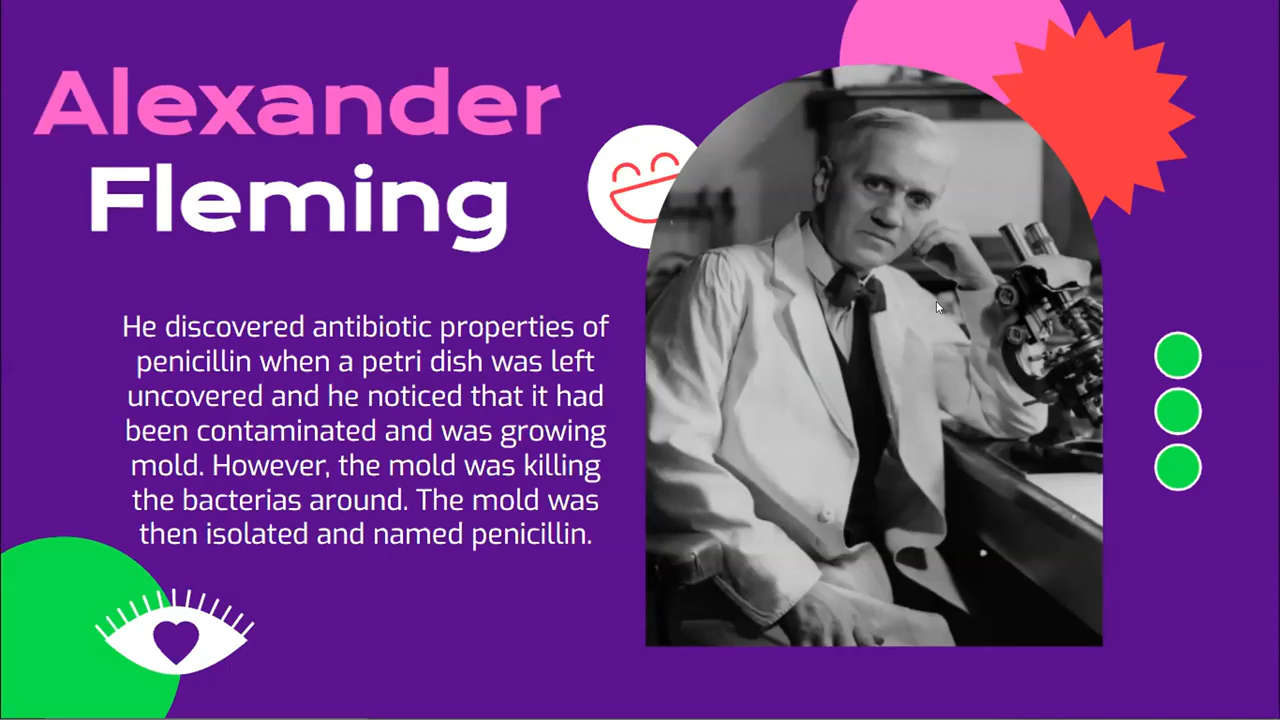 Alexander
Fleming
He discovered antibiotic properties of
penicillin when a petri dish was left
uncovered and he noticed that it had
been contaminated and was growing
mold. However, the mold was killing
the bacterias around. The mold was
then isolated and named penicillin.